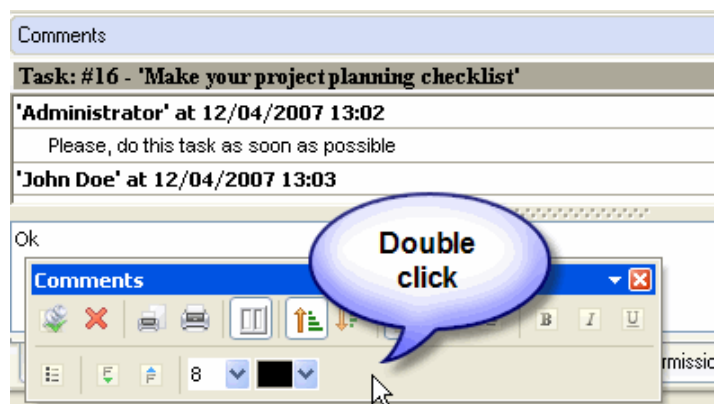 Comments
Task: #16 - 'Make your project planning checklist'
'Administrator' at 12/04/2007 13:02
Please, do this task as soon as possible
'John Doe' at 12/04/2007 13:03
Ok
Double
click
Comments
B I U
8
rmissio